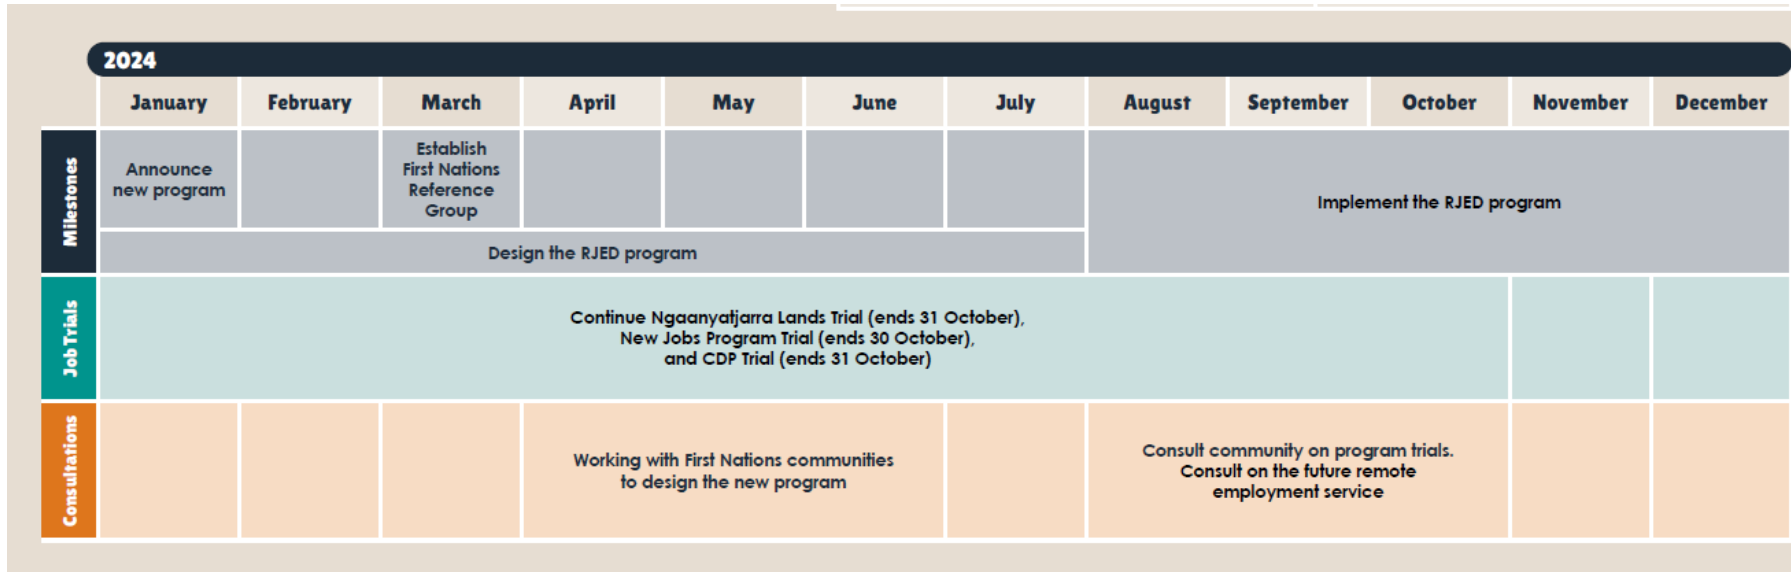 2024
January February March April May June July August September October November December
Milestones
Announce
new program
Establish
First Nations
Reference
Group
Design the RJED program
Implement the RJED program
Job Trials
Continue Ngaanyatjarra Lands Trial (ends 31 October),
New Jobs Program Trial (ends 30 October),
and CDP Trial (ends 31 October)
Consultations
Working with First Nations communities
to design the new program
Consult community on program trials.
Consult on the future remote
employment service